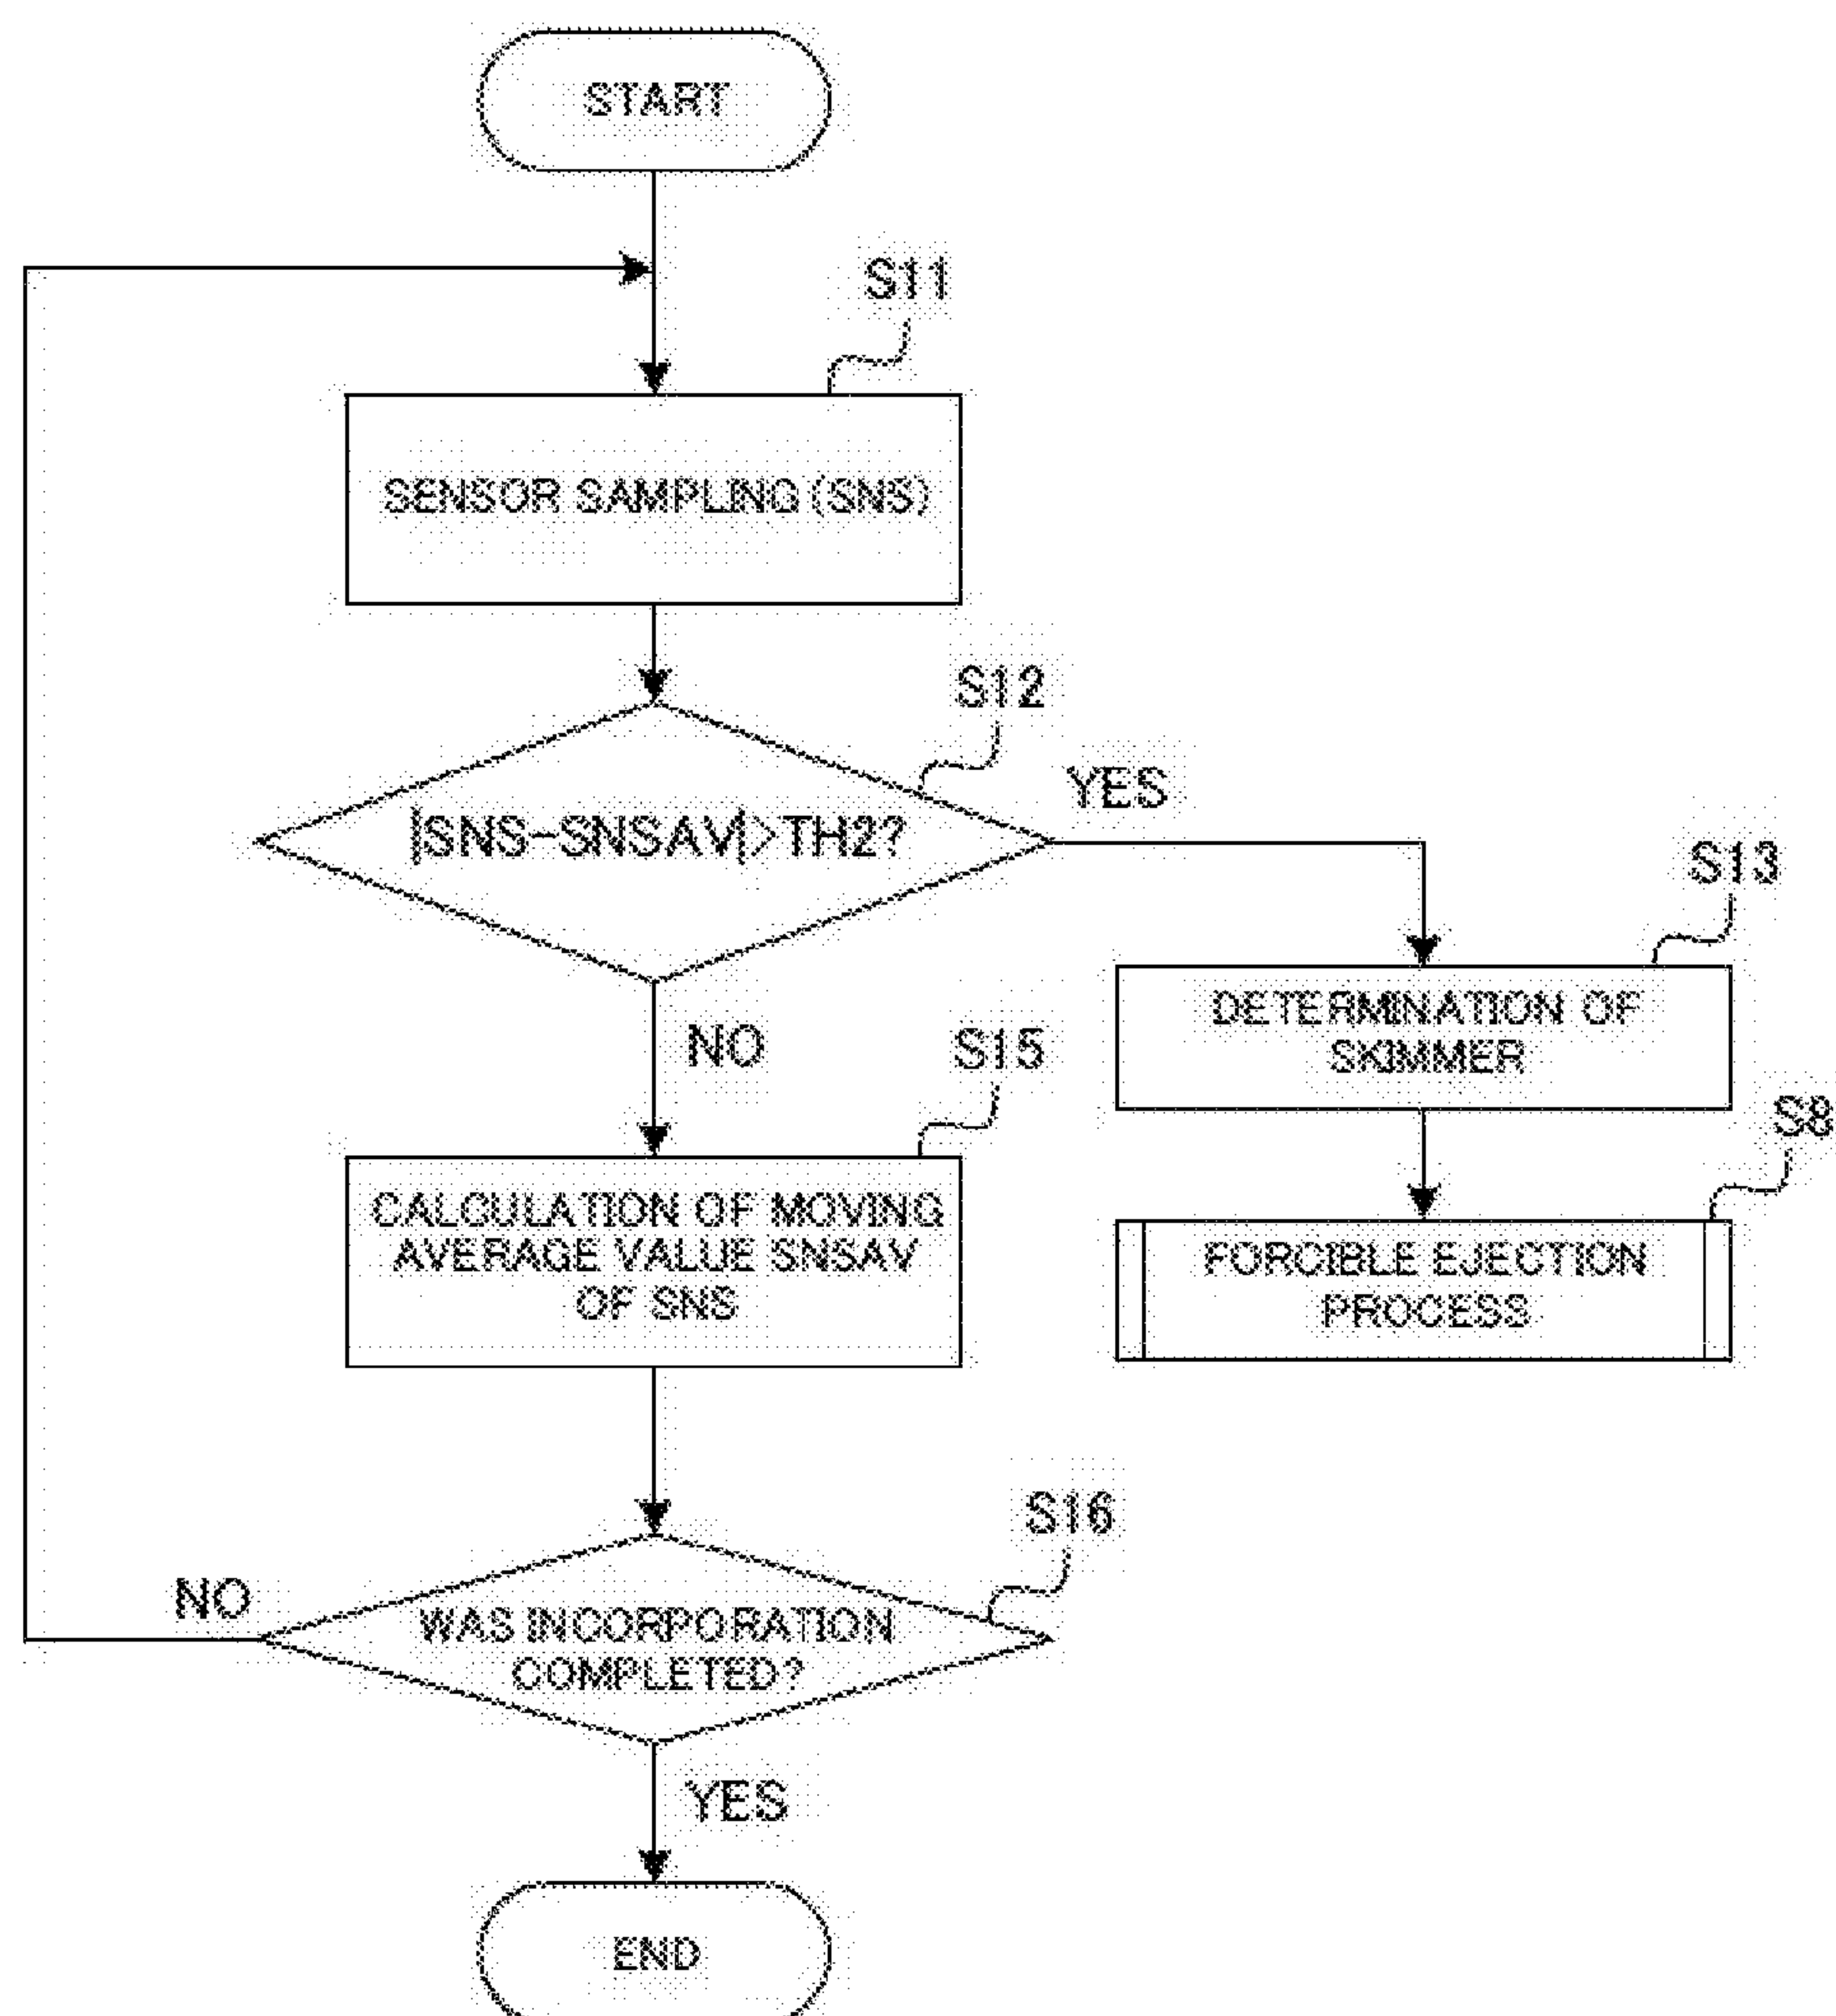 START
S11
SENSOR SAMPLING (SNS)
S12
|SNS-SNSAV|>TH2?
YES
S13
DETERMINATION OF
SKIMMER
NO
S15
S8
CALCULATION OF MOVING
AVERAGE VALUE SNSAV
OF SNS
FORCIBLE EJECTION
PROCESS
S16
NO
WAS INCORPORATION
COMPLETED?
YES
END